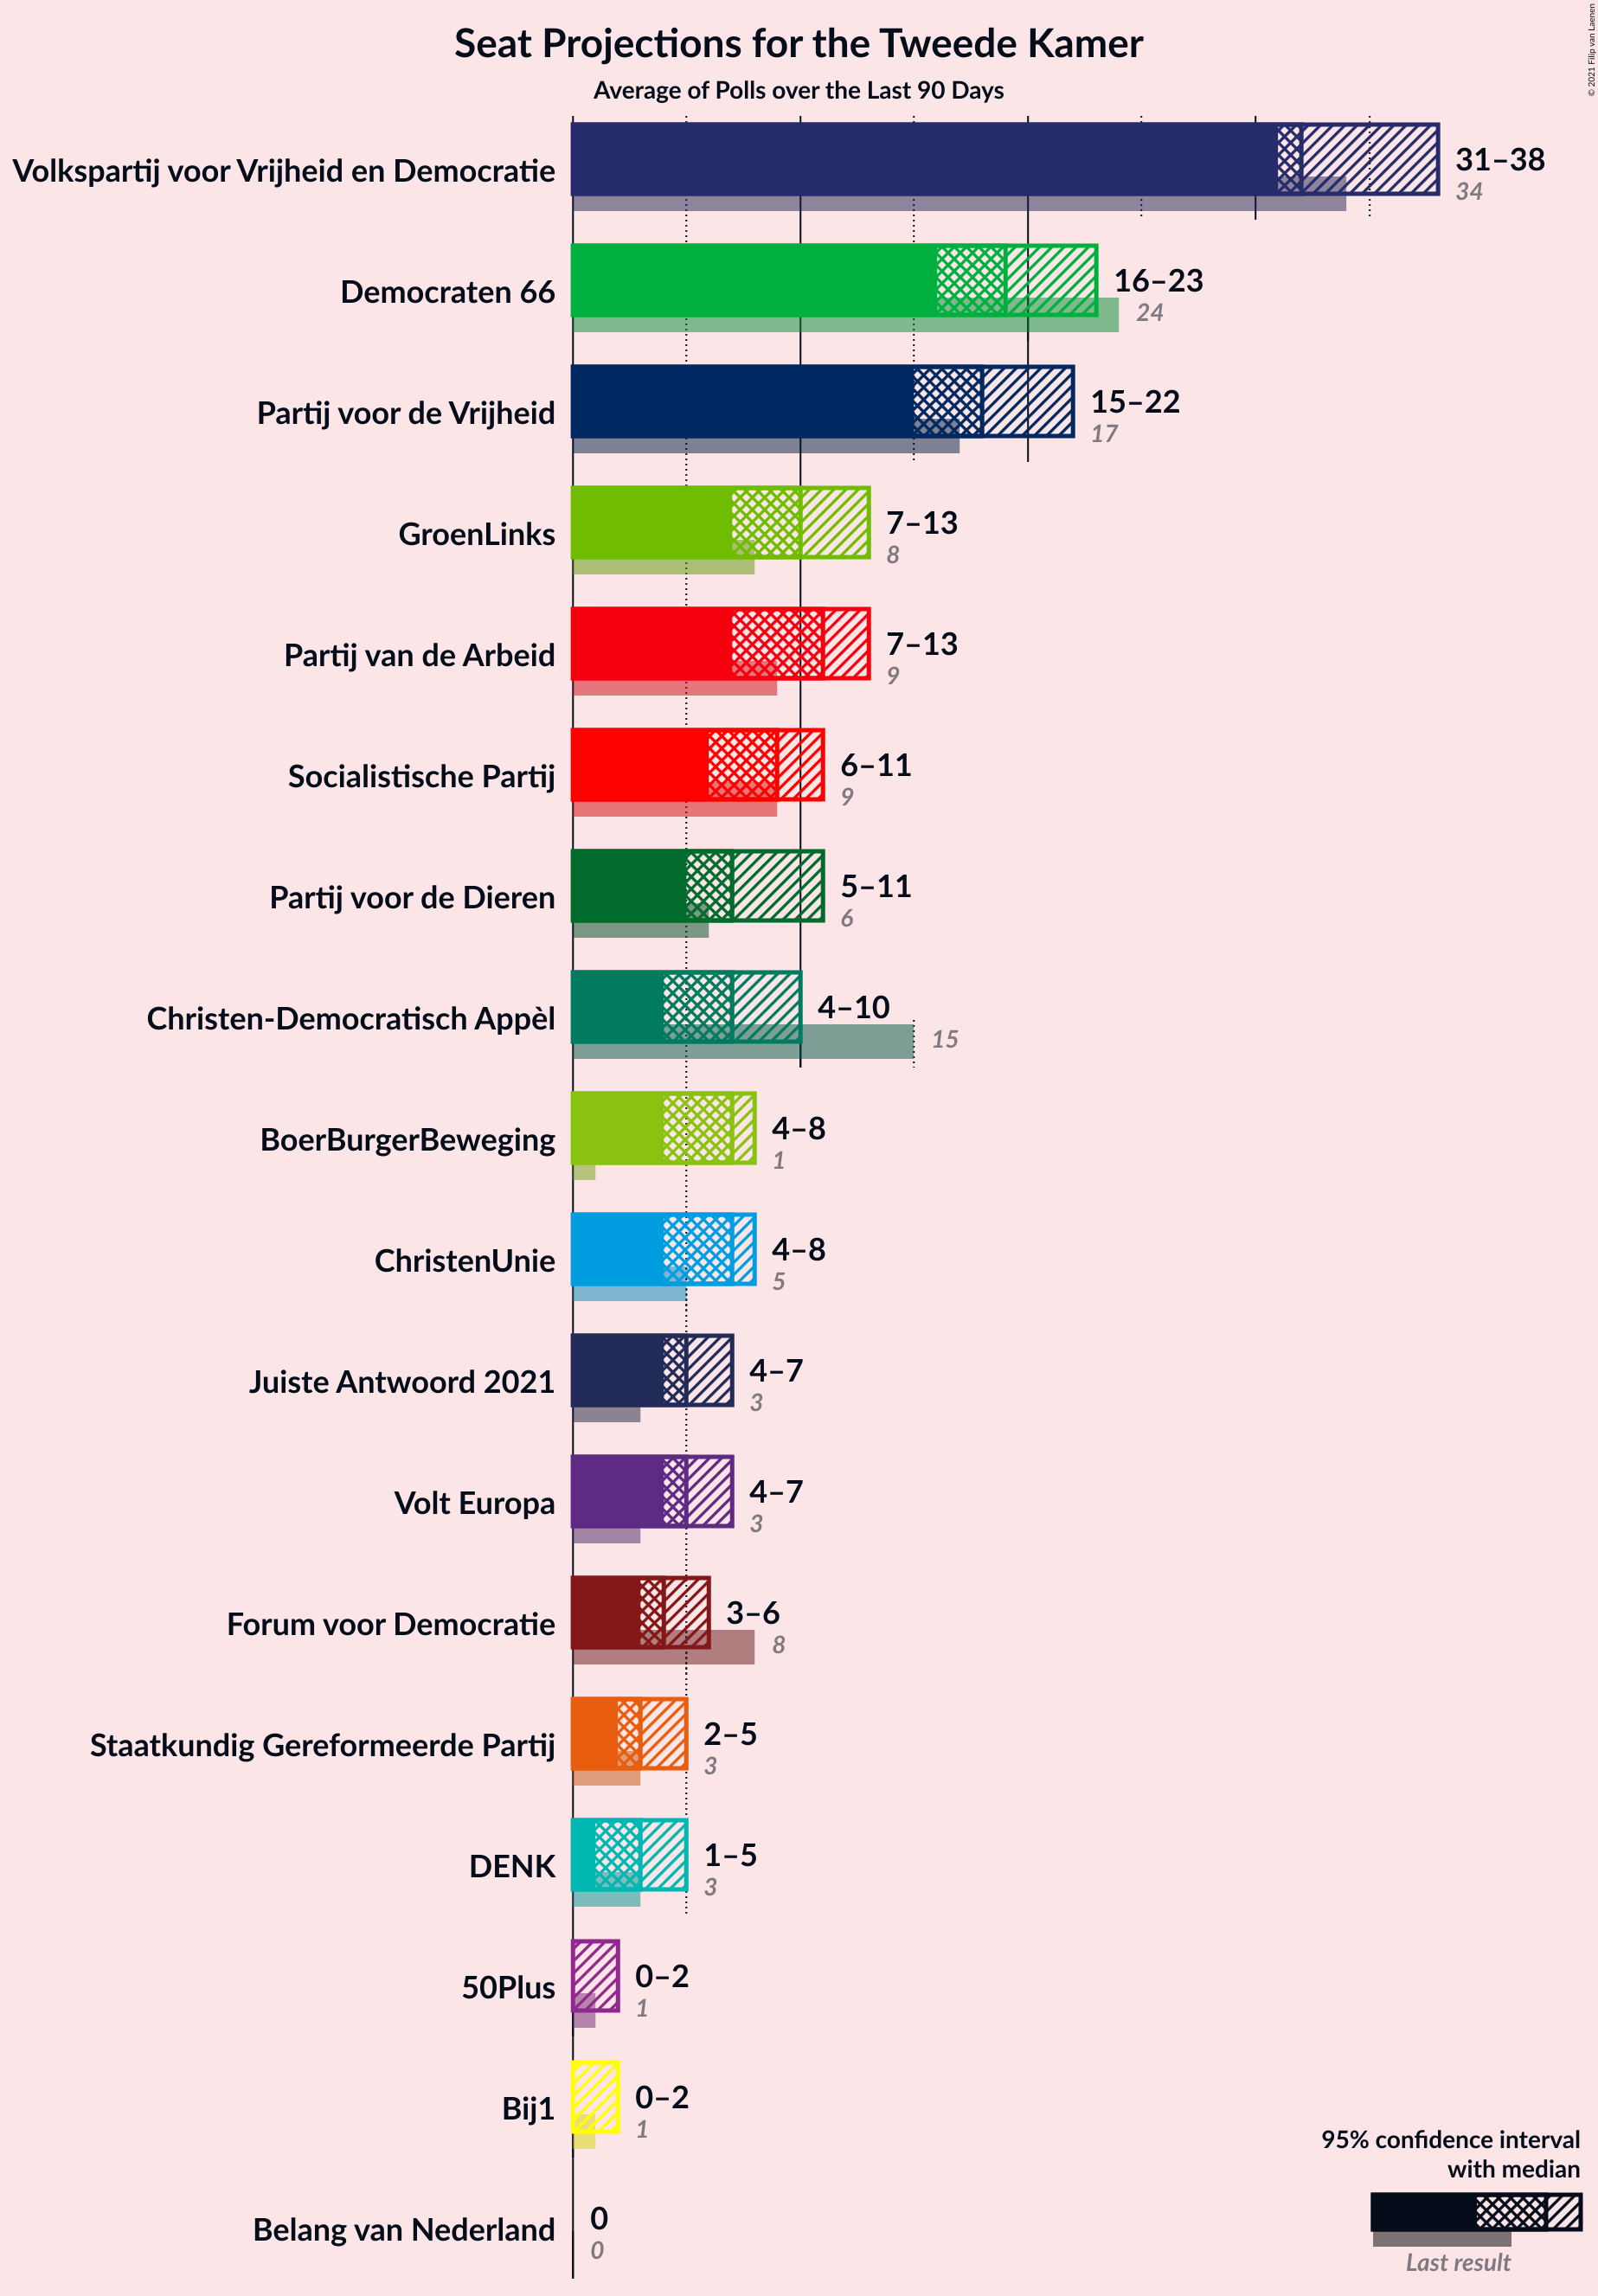 Seat Projections for the Tweede Kamer
Average of Polls over the Last 90 Days
© 2021 Filip van Laenen
Volkspartij voor Vrijheid en Democratie
31–38
34
Democraten 66
16–23
24
Partij voor de Vrijheid
15–22
17
GroenLinks
7–13
8
Partij van de Arbeid
7–13
9
Socialistische Partij
6–11
9
Partij voor de Dieren
5–11
6
Christen-Democratisch Appèl
4–10
15
BoerBurgerBeweging
4–8
1
ChristenUnie
4–8
5
Juiste Antwoord 2021
4–7
3
Volt Europa
4–7
3
Forum voor Democratie
3–6
8
Staatkundig Gereformeerde Partij
2–5
3
DENK
1–5
3
50Plus
0–2
1
Bij1
0–2
1
Belang van Nederland
0
0
95% confidence interval
with median
Last result